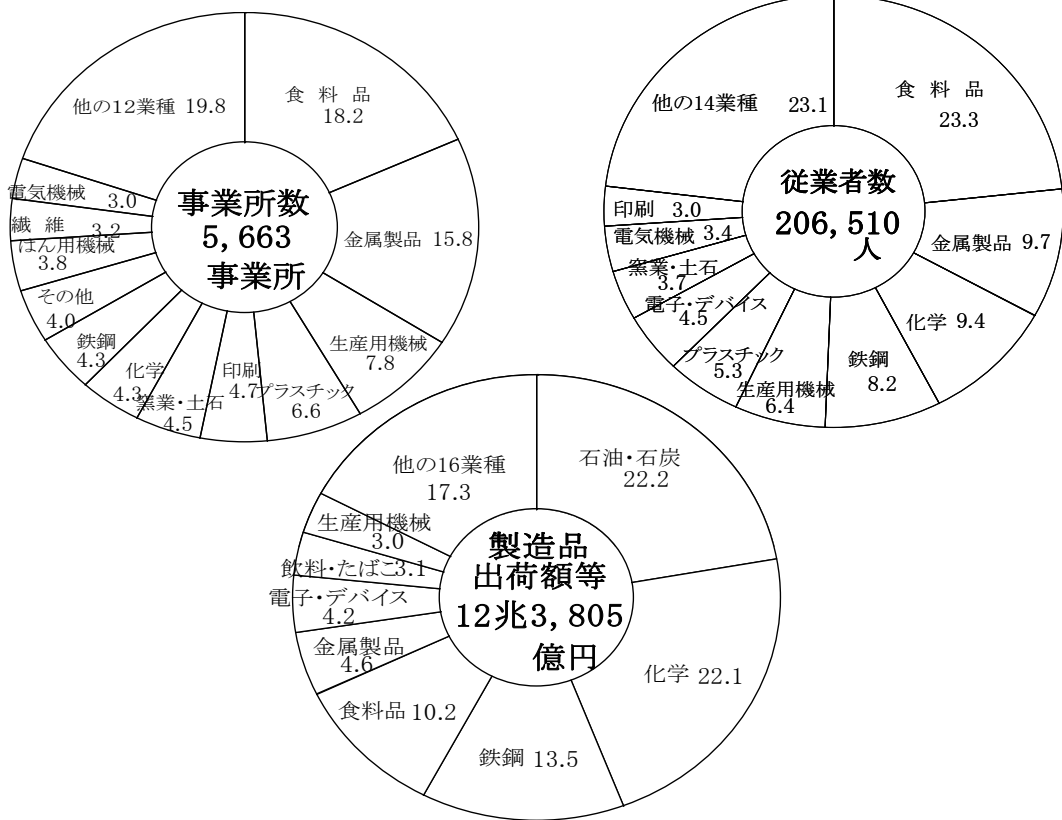 事業所数
5,663
事業所
食 料 品
18.2
金属製品 15.8
生産用機械
7.8
プラスチック
6.6
印刷
4.7
窯業・土石
4.5
化学
4.3
鉄鋼
4.3
その他
4.0
はん用機械
3.8
繊 維 3.2
電気機械 3.0
他の12業種 19.8
従業者数
206,510
人
食 料 品
23.3
金属製品 9.7
化学 9.4
鉄鋼
8.2
生産用機械
6.4
プラスチック
5.3
電子・デバイス
4.5
窯業・土石
3.7
電気機械 3.4
印刷 3.0
他の14業種 23.1
製造品
出荷額等
12兆3,805
億円
石油・石炭
22.2
化学 22.1
鉄鋼 13.5
食料品 10.2
金属製品
4.6
電子・デバイス
4.2
飲料・たばこ3.1
生産用機械
3.0
他の16業種
17.3